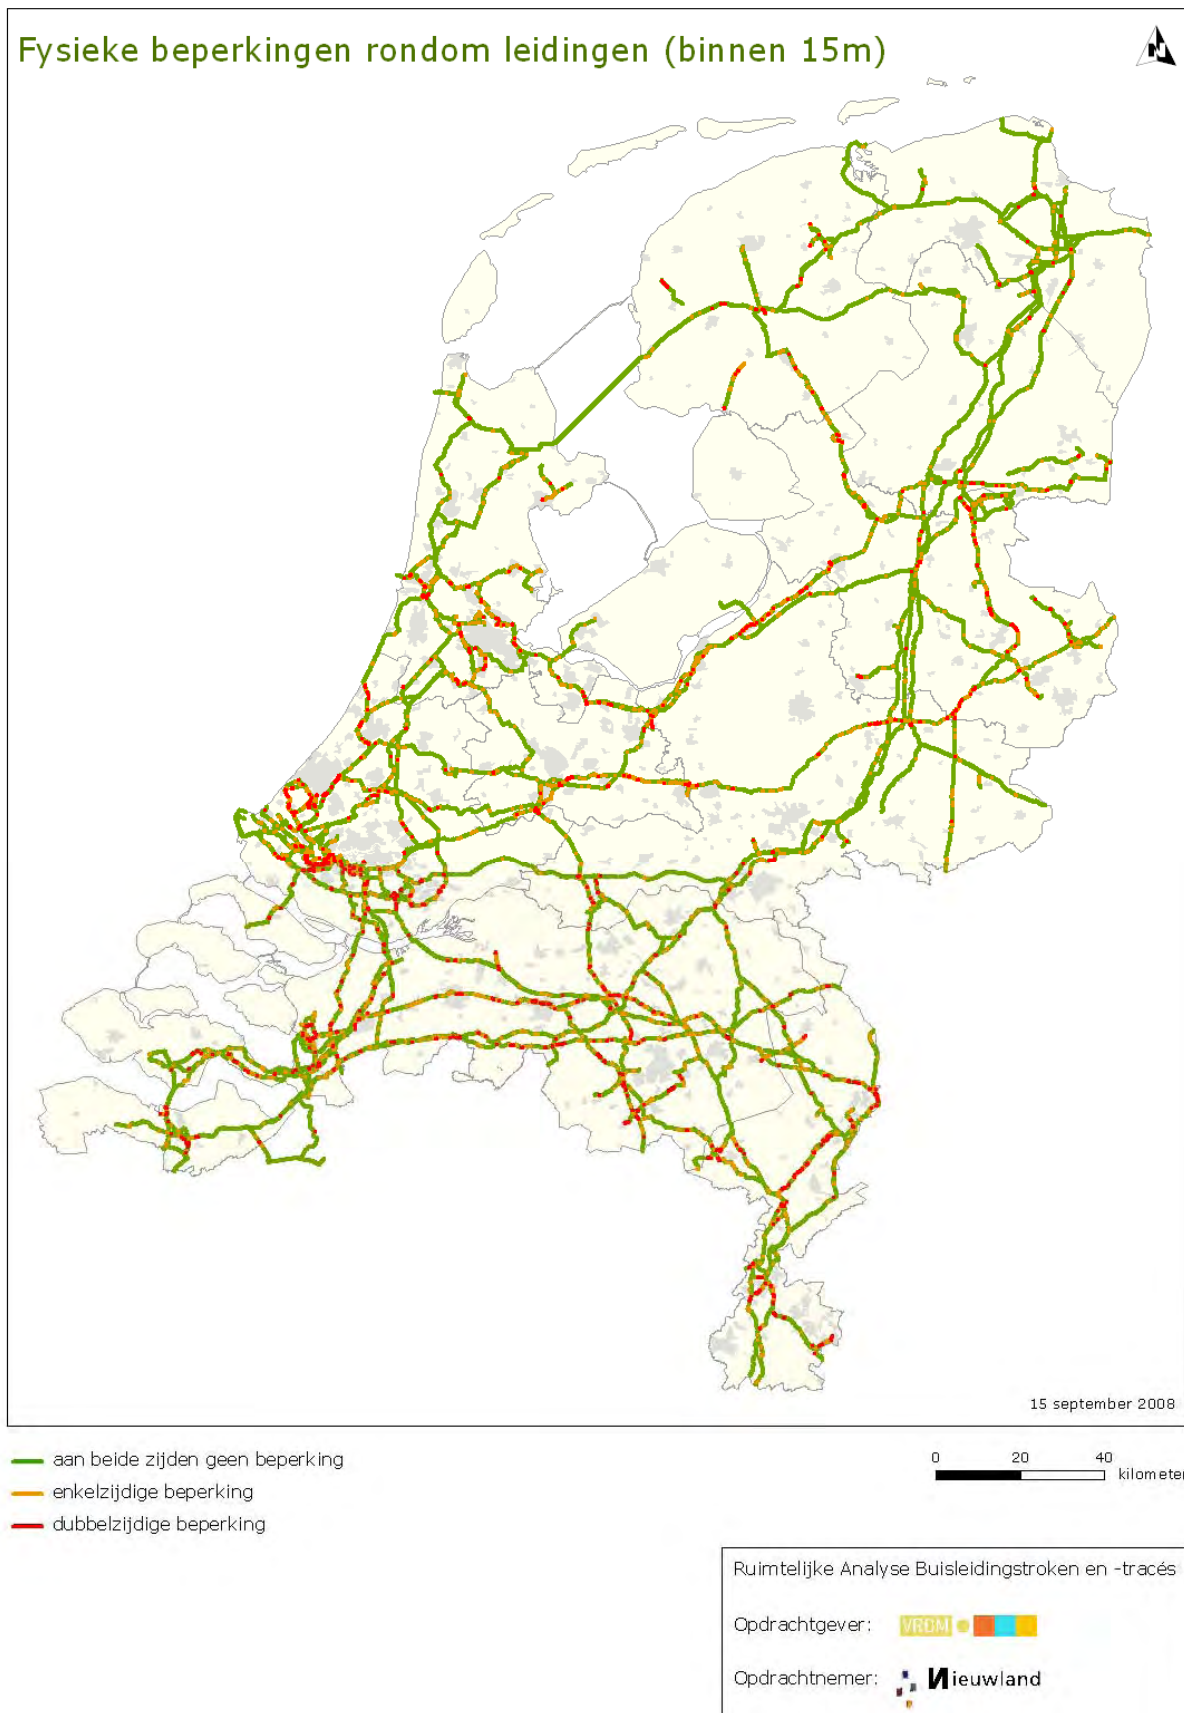 Fysieke beperkingen rondom leidingen (binnen 15m)
N
15 september 2008
aan beide zijden geen beperking
enkelzijdige beperking
dubbelzijdige beperking
0 20 40
kilometer
Ruimtelijke Analyse Buisleidingstroken en -tracés
Opdrachtgever: VROM
Opdrachtnemer: Nieuwland